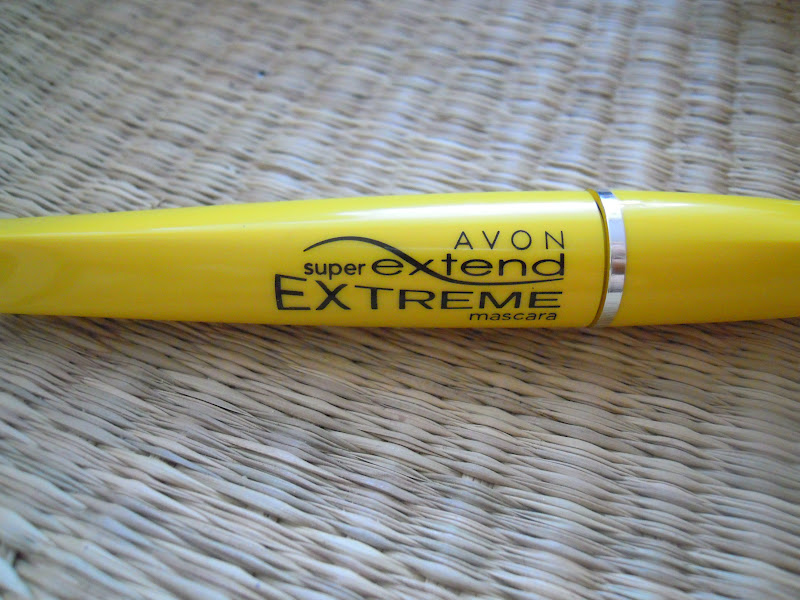 AVON
super extend
EXTREME
mascara